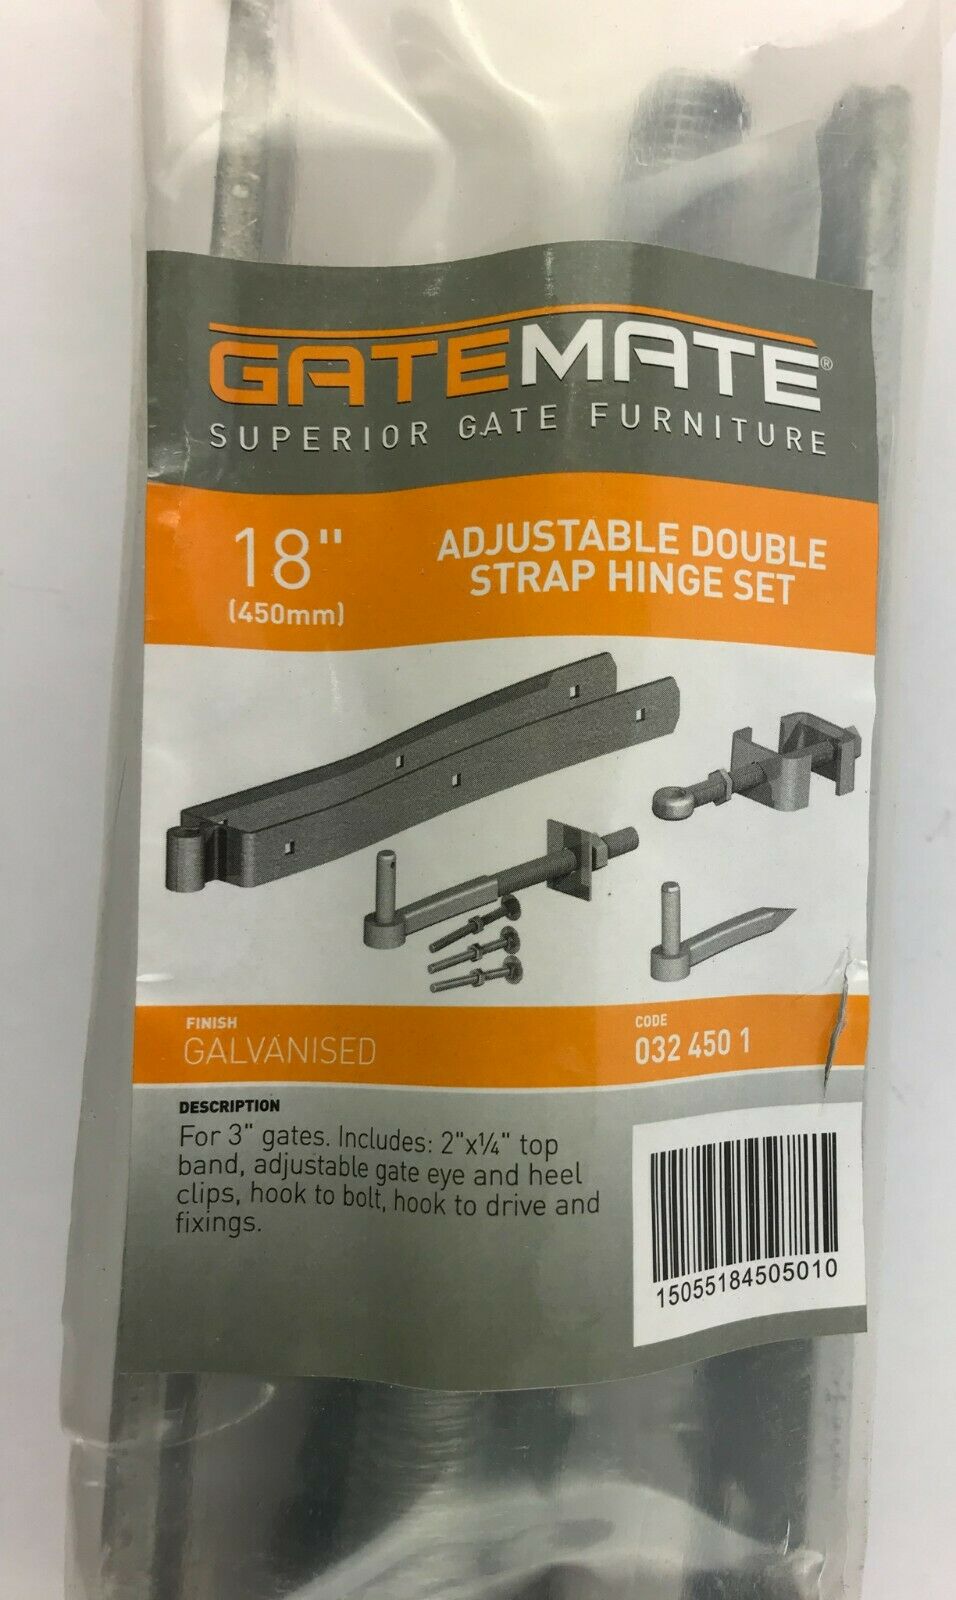 GATEMATE®
SUPERIOR GATE FURNITURE
18"
(450mm)
ADJUSTABLE DOUBLE
STRAP HINGE SET
FINISH
GALVANISED
CODE
032 450 1
DESCRIPTION
For 3" gates. Includes: 2"x¼" top
band, adjustable gate eye and heel
clips, hook to bolt, hook to drive and
fixings.
15055184505010